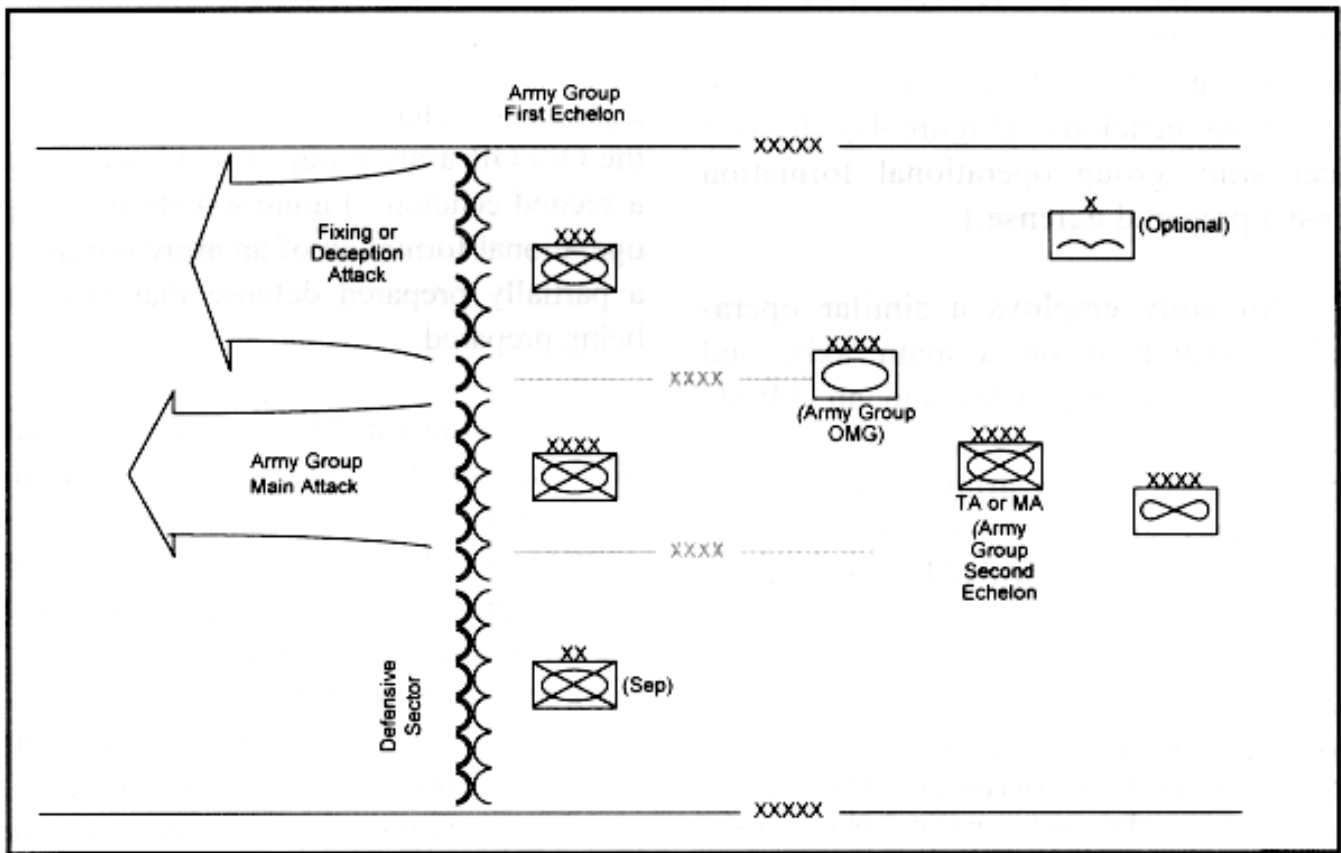 Army Group
First Echelon
XXXXX
Fixing or
Deception
Attack
XXX
X
(Optional)
XXXX
XXXX
(Army Group
OMG)
Army Group
Main Attack
XXXX
XXXX
TA or MA
(Army
Group
Second
Echelon
XXXX
XXXX
Defensive
Sector
XX
(Sep)
XXXXX